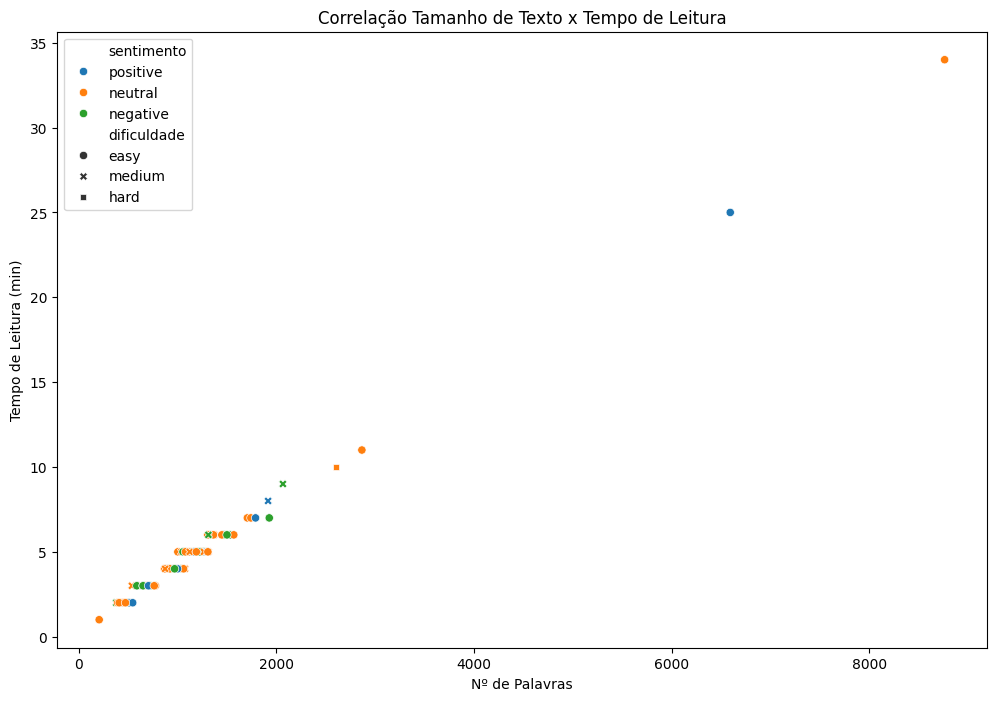 Correlação Tamanho de Texto x Tempo de Leitura
sentimento
positive
neutral
negative
dificuldade
easy
medium
hard
Tempo de Leitura (min)
35
30
25
20
15
10
5
0
0 2000 4000 6000 8000
Nº de Palavras